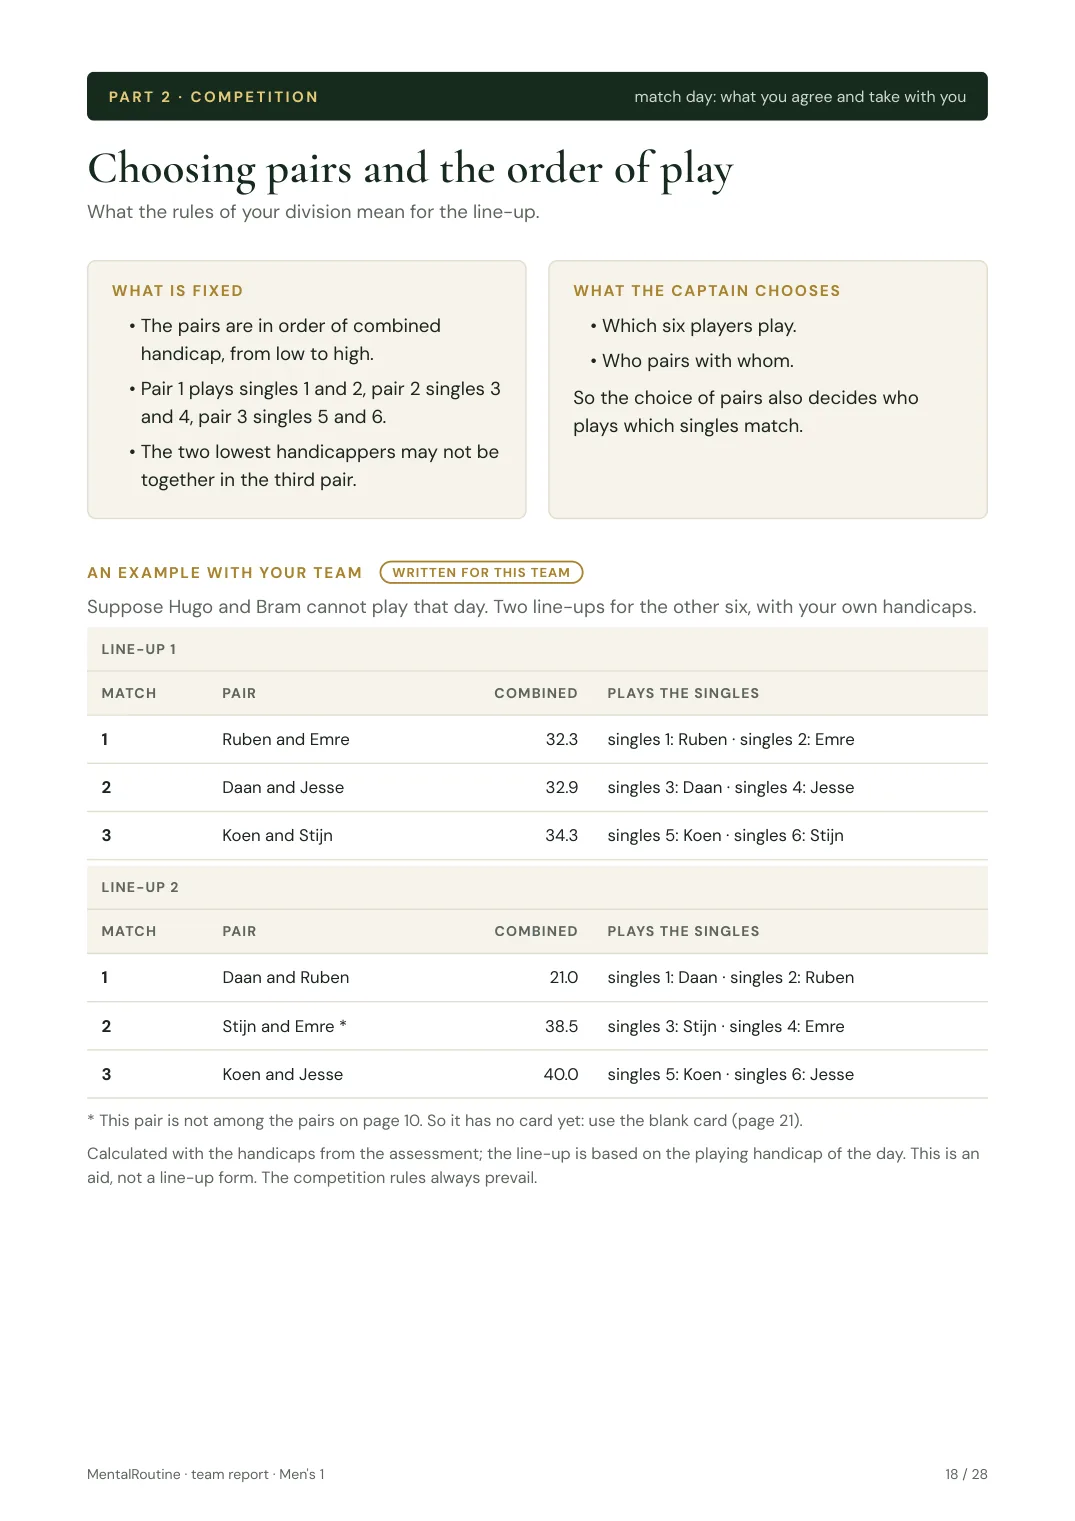 PART 2 · COMPETITION
match day: what you agree and take with you
Choosing pairs and the order of play
What the rules of your division mean for the line-up.
WHAT IS FIXED
• The pairs are in order of combined
handicap, from low to high.
• Pair 1 plays singles 1 and 2, pair 2 singles 3
and 4, pair 3 singles 5 and 6.
• The two lowest handicappers may not be
together in the third pair.
WHAT THE CAPTAIN CHOOSES
• Which six players play.
• Who pairs with whom.
So the choice of pairs also decides who
plays which singles match.
AN EXAMPLE WITH YOUR TEAM WRITTEN FOR THIS TEAM
Suppose Hugo and Bram cannot play that day. Two line-ups for the other six, with your own handicaps.
LINE-UP 1
MATCH PAIR COMBINED PLAYS THE SINGLES
1 Ruben and Emre 32.3 singles 1: Ruben · singles 2: Emre
2 Daan and Jesse 32.9 singles 3: Daan · singles 4: Jesse
3 Koen and Stijn 34.3 singles 5: Koen · singles 6: Stijn
LINE-UP 2
MATCH PAIR COMBINED PLAYS THE SINGLES
1 Daan and Ruben 21.0 singles 1: Daan · singles 2: Ruben
2 Stijn and Emre * 38.5 singles 3: Stijn · singles 4: Emre
3 Koen and Jesse 40.0 singles 5: Koen · singles 6: Jesse
* This pair is not among the pairs on page 10. So it has no card yet: use the blank card (page 21).
Calculated with the handicaps from the assessment; the line-up is based on the playing handicap of the day. This is an
aid, not a line-up form. The competition rules always prevail.
MentalRoutine · team report · Men's 1
18 / 28